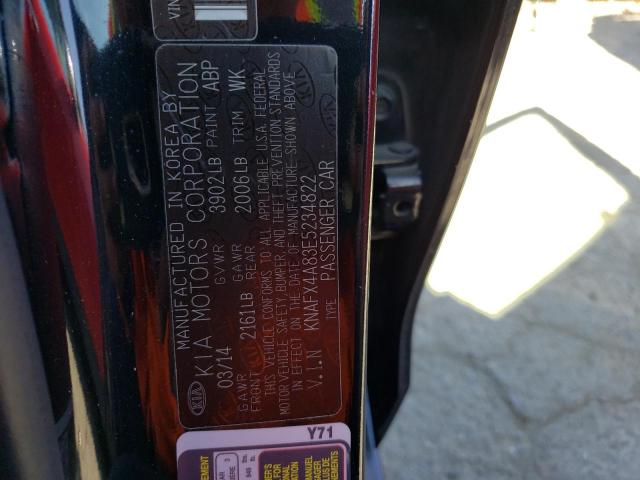 VIN
KIA
MANUFACTURED IN KOREA BY
KIA MOTORS CORPORATION
03/14 GVWR 3902LB PAINT ABP
GAWR FRONT 2161LB GAWR REAR 2006LB TRIM WK
THIS VEHICLE CONFORMS TO ALL APPLICABLE U.S.A. FEDERAL
MOTOR VEHICLE SAFETY, BUMPER AND THEFT PREVENTION STANDARDS
IN EFFECT ON THE DATE OF MANUFACTURE SHOWN ABOVE.
V.I.N KNAFX4A83E5234822
TYPE PASSENGER CAR
Y71